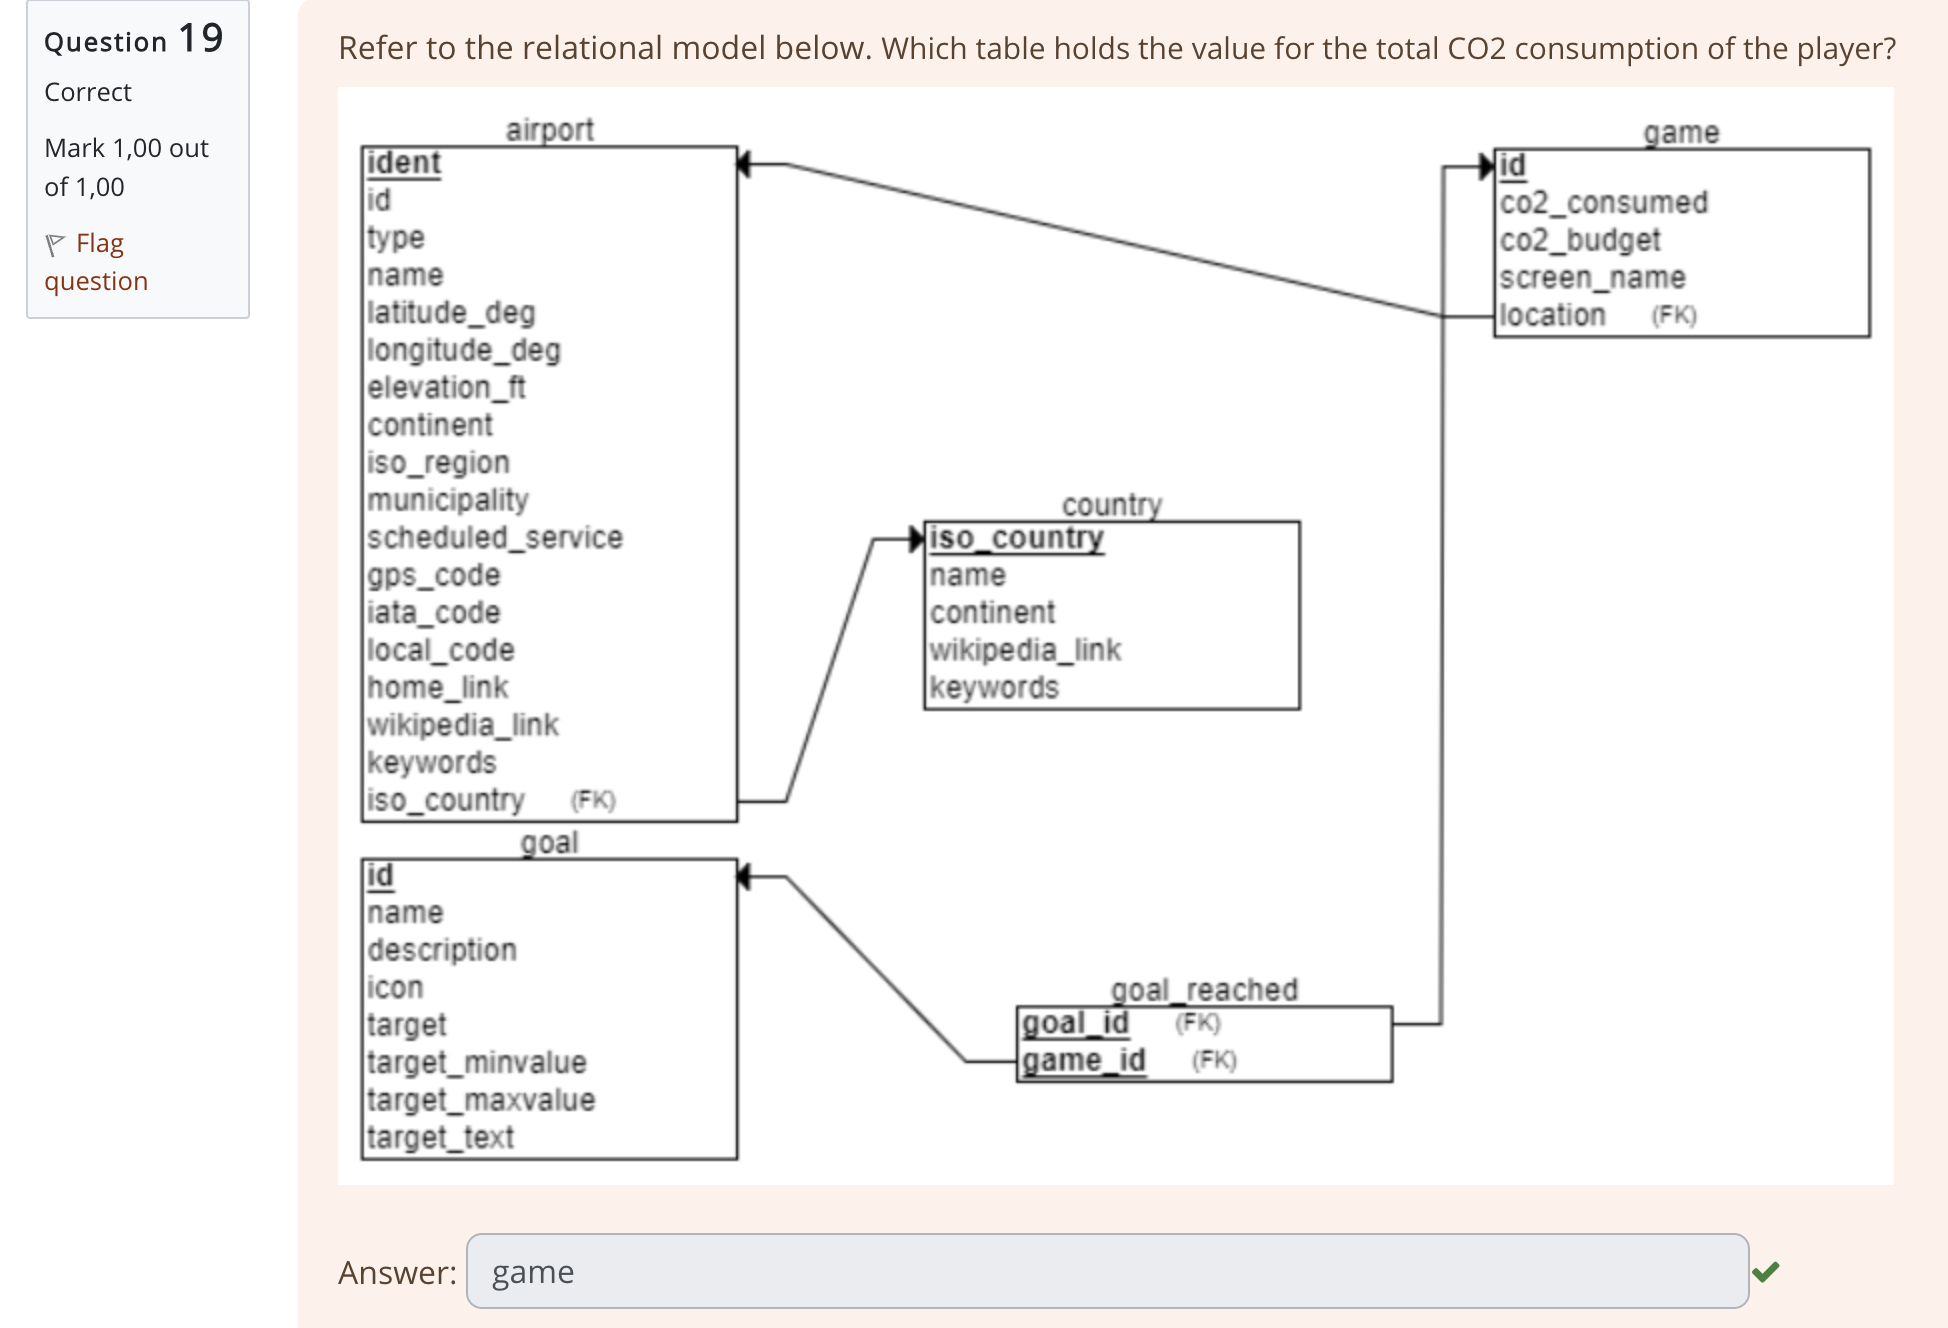 Question 19
Correct
Mark 1,00 out
of 1,00
Flag
question
Refer to the relational model below. Which table holds the value for the total CO2 consumption of the player?
airport
ident
id
type
name
latitude_deg
longitude_deg
elevation_ft
continent
iso_region
municipality
scheduled_service
gps_code
iata_code
local_code
home_link
wikipedia_link
keywords
iso_country (FK)
game
id
co2_consumed
co2_budget
screen_name
location (FK)
country
iso_country
name
continent
wikipedia_link
keywords
goal
id
name
description
icon
target
target_minvalue
target_maxvalue
target_text
goal_reached
goal_id (FK)
game_id (FK)
Answer: game